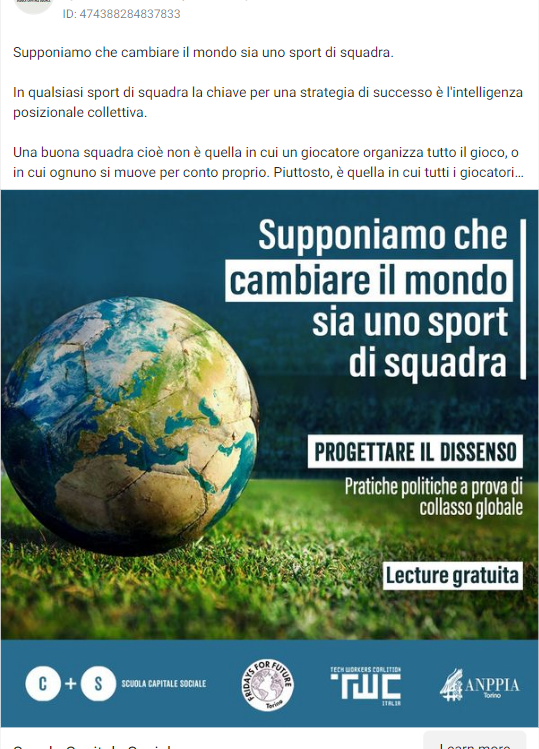 ID: 474388284837833
Supponiamo che cambiare il mondo sia uno sport di squadra.
In qualsiasi sport di squadra la chiave per una strategia di successo è l'intelligenza
posizionale collettiva.
Una buona squadra cioè non è quella in cui un giocatore organizza tutto il gioco, o
in cui ognuno si muove per conto proprio. Piuttosto, è quella in cui tutti i giocatori...
Supponiamo che
cambiare il mondo
sia uno sport
di squadra
PROGETTARE IL DISSENSO
Pratiche politiche a prova di
collasso globale
Lecture gratuita
C + S SCUOLA CAPITALE SOCIALE
FRIDAYS FOR FUTURE
Torino
TECH WORKERS COALITION
TWC
ITALIA
ANPPIA
Torino
Learn more